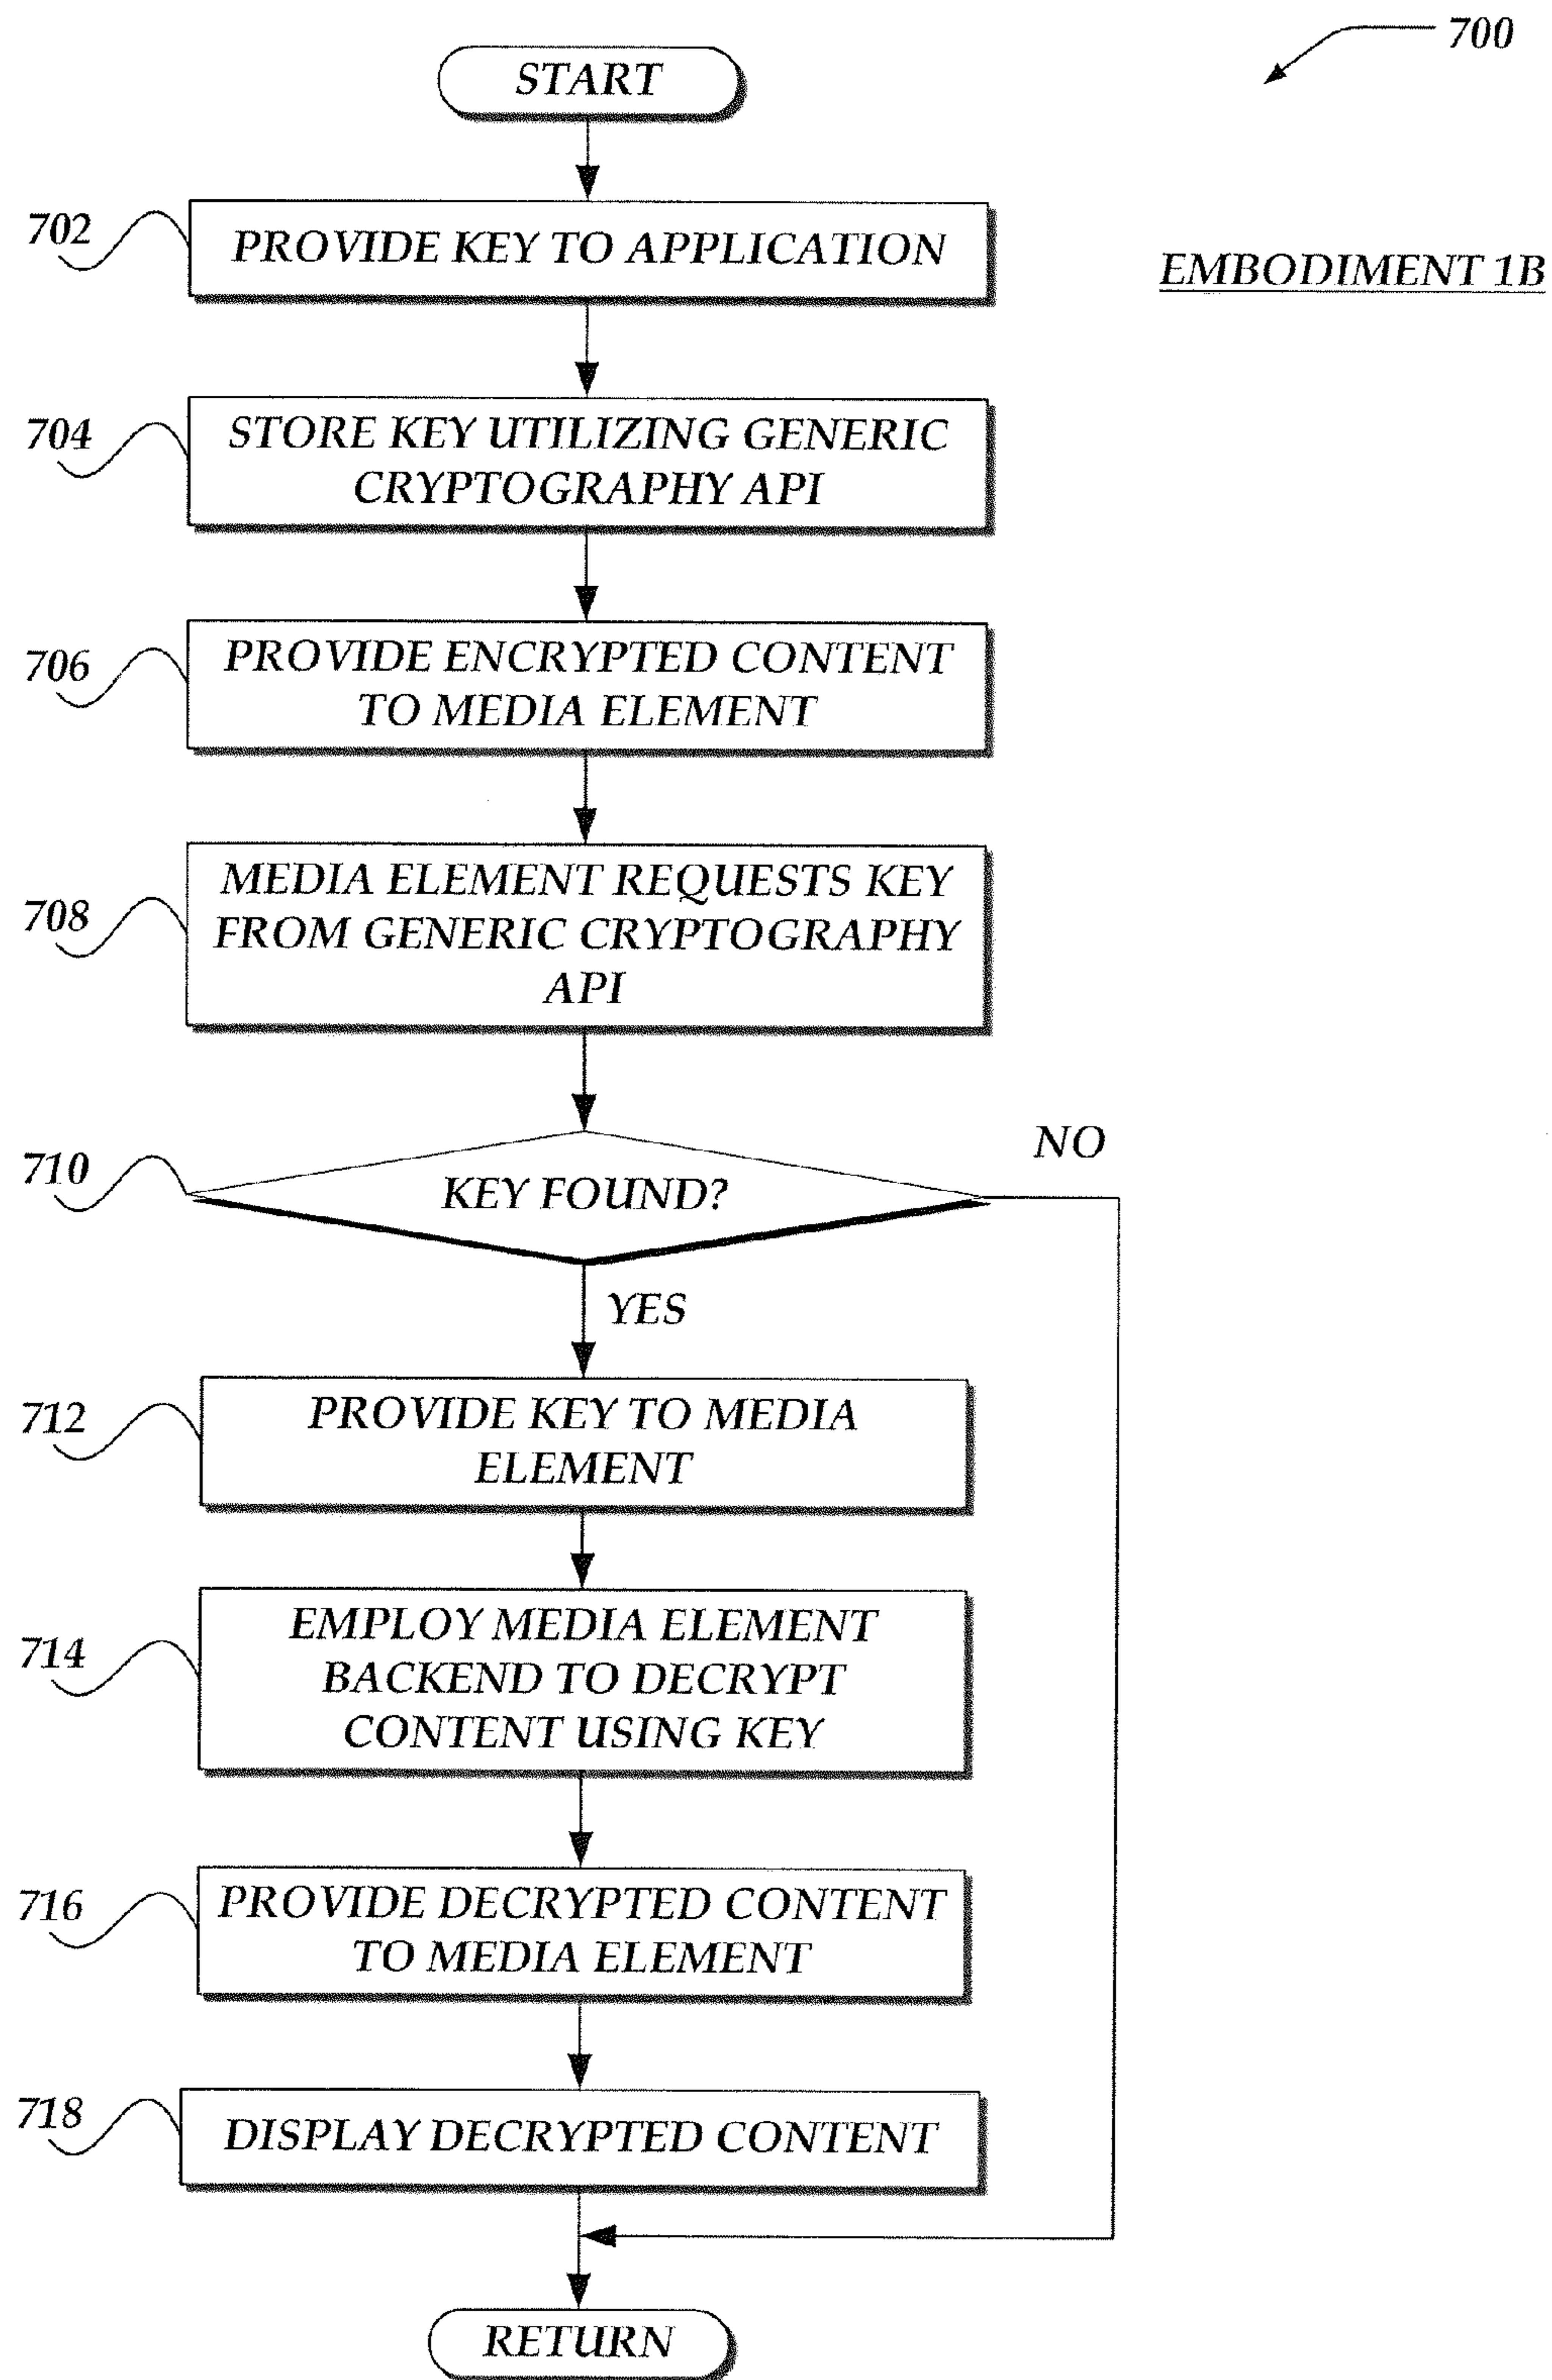 700
START
702
PROVIDE KEY TO APPLICATION
EMBODIMENT 1B
704
STORE KEY UTILIZING GENERIC
CRYPTOGRAPHY API
706
PROVIDE ENCRYPTED CONTENT
TO MEDIA ELEMENT
708
MEDIA ELEMENT REQUESTS KEY
FROM GENERIC CRYPTOGRAPHY
API
710
KEY FOUND?
NO
YES
712
PROVIDE KEY TO MEDIA
ELEMENT
714
EMPLOY MEDIA ELEMENT
BACKEND TO DECRYPT
CONTENT USING KEY
716
PROVIDE DECRYPTED CONTENT
TO MEDIA ELEMENT
718
DISPLAY DECRYPTED CONTENT
RETURN